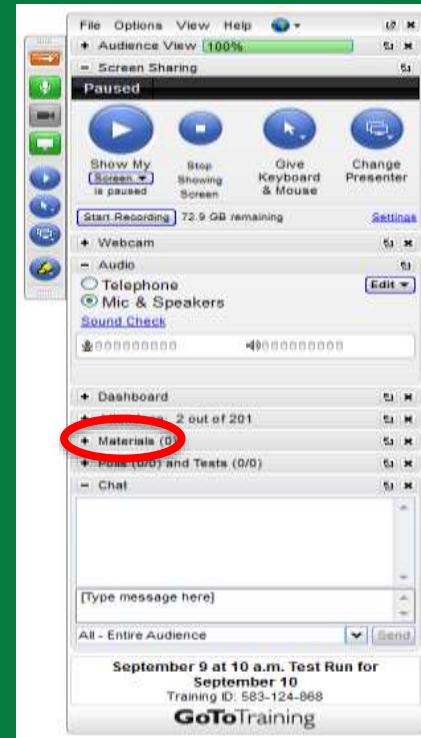 File Options View Help
+ Audience View 100%
− Screen Sharing
Paused
Show My
Screen
is paused
Stop
Showing
Screen
Give
Keyboard
& Mouse
Change
Presenter
Start Recording 72.9 GB remaining Settings
+ Webcam
− Audio
Telephone
Mic & Speakers
Edit
Sound Check
+ Dashboard
+ 2 out of 201
+ Materials (0)
+ Polls (0/0) and Tests (0/0)
− Chat
[Type message here]
All - Entire Audience Send
September 9 at 10 a.m. Test Run for
September 10
Training ID: 583-124-868
GoToTraining